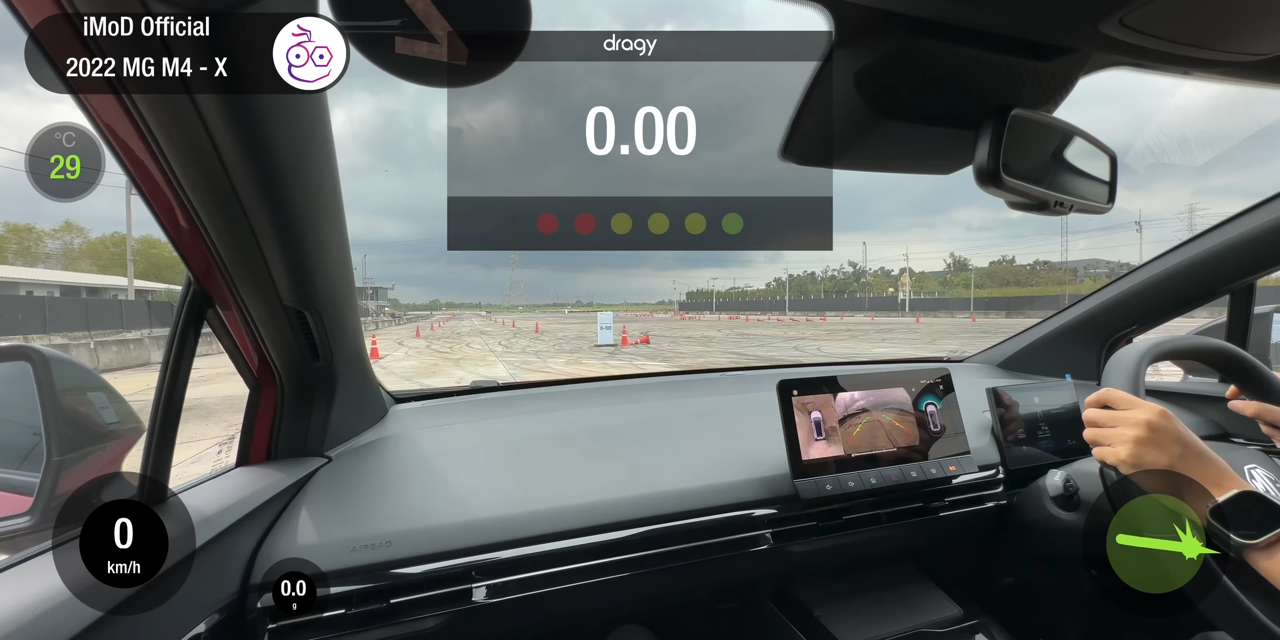 iMoD Official
2022 MG M4 - X
dragy
0.00
°C
29
0
km/h
0.0
g
AIRBAG